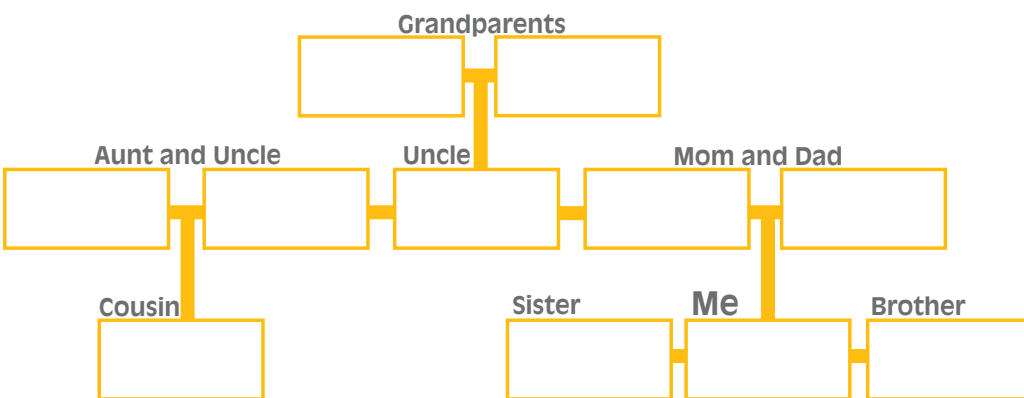 Grandparents
Aunt and Uncle
Uncle
Mom and Dad
Cousin
Sister
Me
Brother